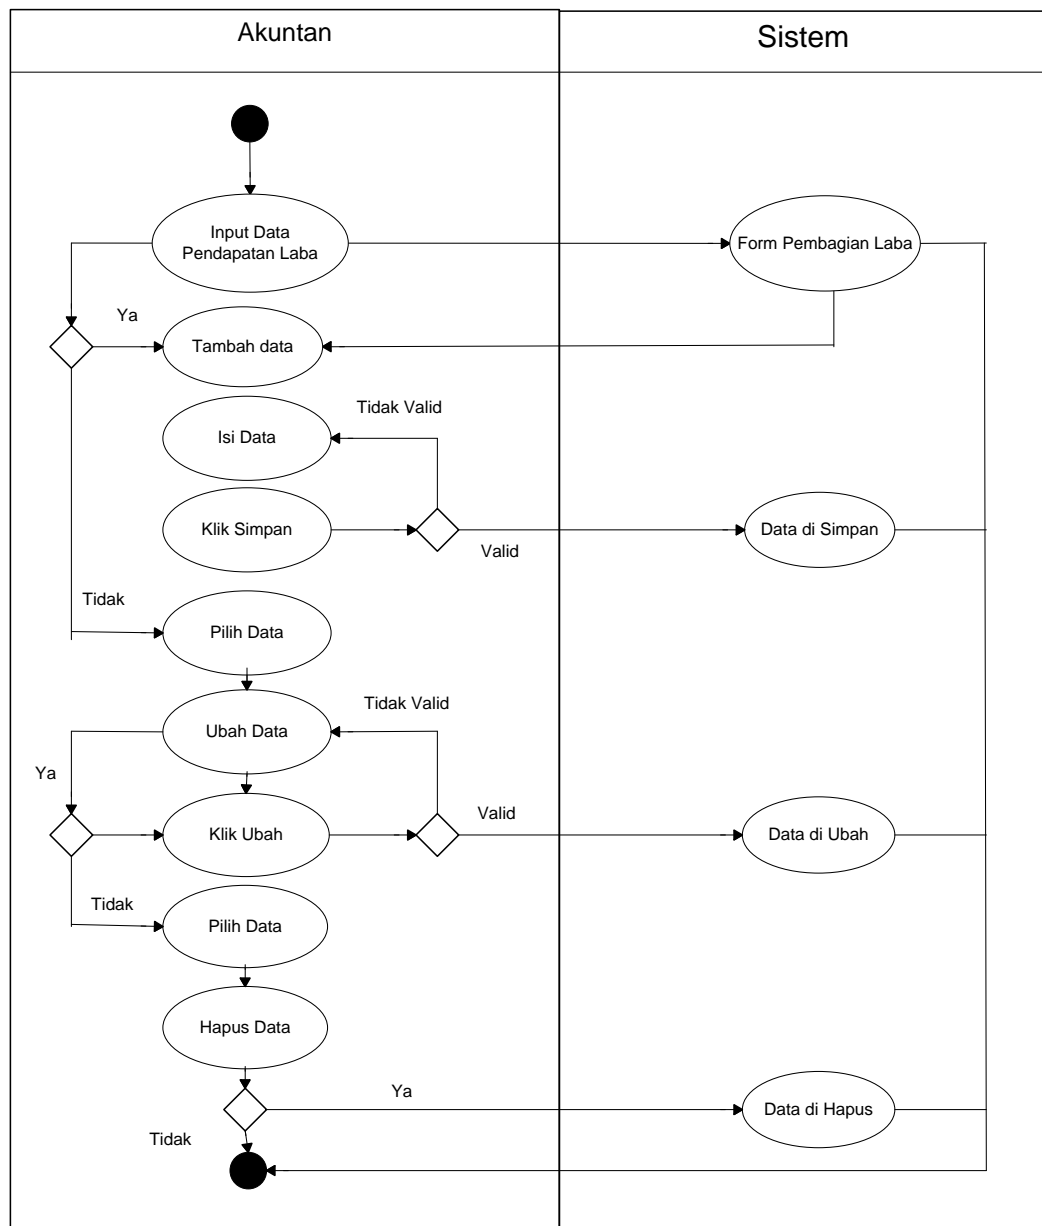 Akuntan
Sistem
Input Data
Pendapatan Laba
Form Pembagian Laba
Ya
Tambah data
Tidak Valid
Isi Data
Klik Simpan
Valid
Data di Simpan
Tidak
Pilih Data
Tidak Valid
Ubah Data
Ya
Klik Ubah
Valid
Data di Ubah
Tidak
Pilih Data
Hapus Data
Ya
Data di Hapus
Tidak